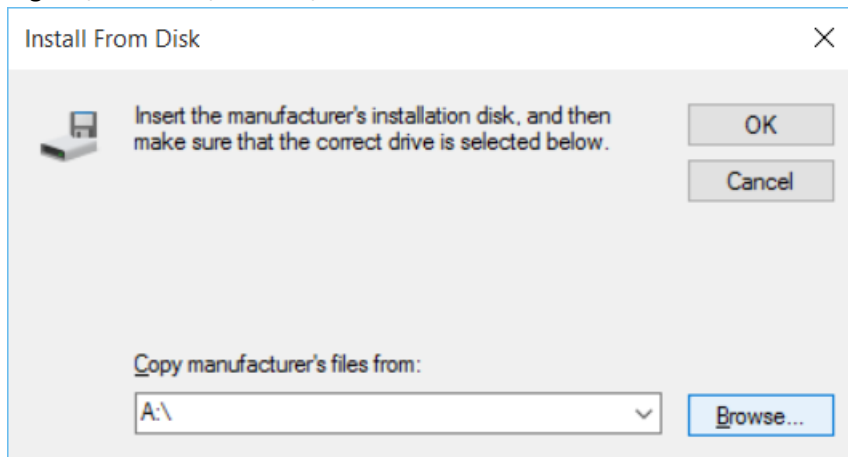 Install From Disk
Insert the manufacturer's installation disk, and then
make sure that the correct drive is selected below.
OK
Cancel
Copy manufacturer's files from:
A:\
Browse...